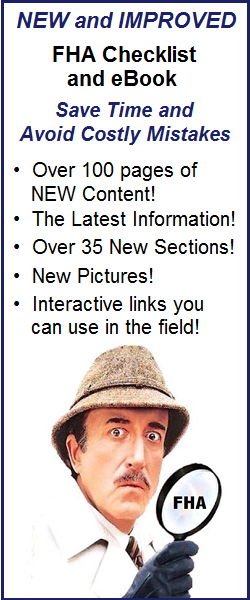 NEW and IMPROVED
FHA Checklist
and eBook
Save Time and
Avoid Costly Mistakes
• Over 100 pages of
NEW Content!
• The Latest Information!
• Over 35 New Sections!
• New Pictures!
• Interactive links you
can use in the field!
FHA